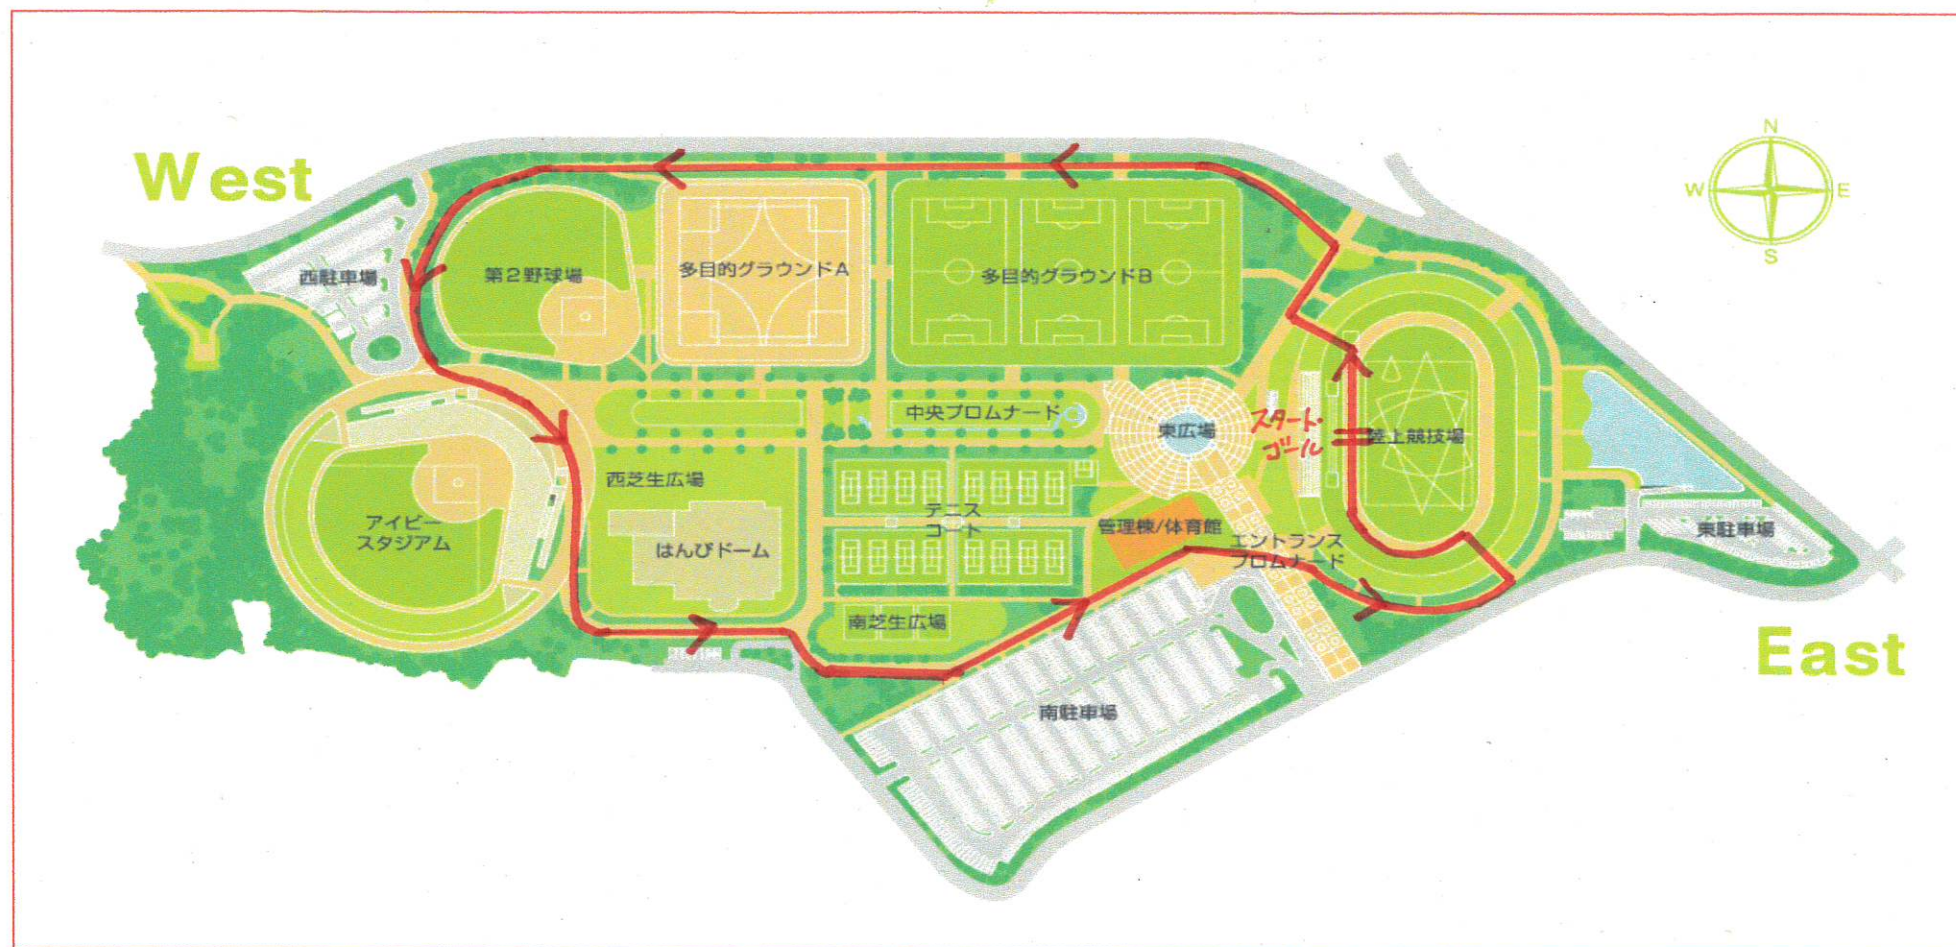 West
N
W
E
S
西駐車場
第2野球場
多目的グラウンドA
多目的グラウンドB
中央プロムナード
東広場
スタート・
ゴール
陸上競技場
西芝生広場
アイビー
スタジアム
はんぴドーム
テニス
コート
管理棟/体育館
エントランス
プロムナード
東駐車場
南芝生広場
南駐車場
East